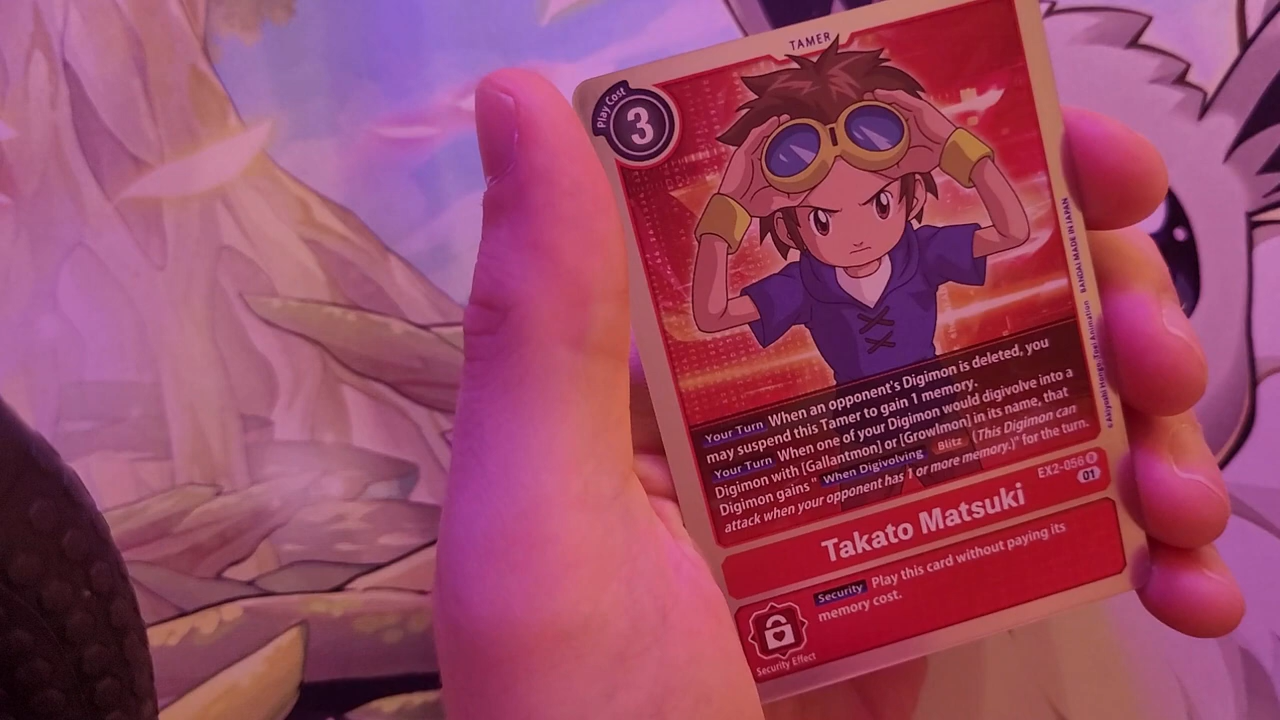 TAMER
Play Cost
3
Your Turn When an opponent's Digimon is deleted, you
may suspend this Tamer to gain 1 memory.
Your Turn When one of your Digimon would digivolve into a
Digimon with [Gallantmon] or [Growlmon] in its name, that
Digimon gains " When Digivolving Blitz (This Digimon can
attack when your opponent has 1 or more memory.)" for the turn.
©Akiyoshi Hongo, Toei Animation BANDAI MADE IN JAPAN
EX2-056 R
01
Takato Matsuki
Security Play this card without paying its
memory cost.
Security Effect